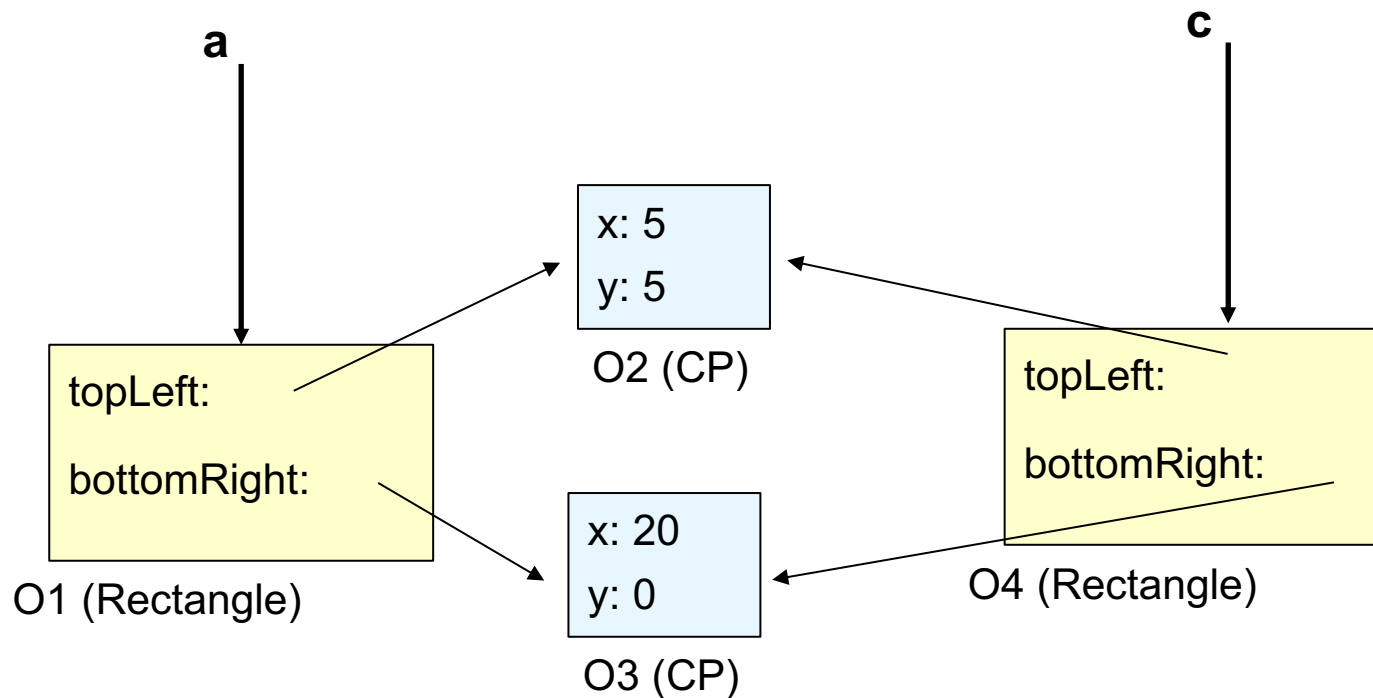 a
c
x: 5
y: 5
O2 (CP)
topLeft:
bottomRight:
O1 (Rectangle)
topLeft:
bottomRight:
O4 (Rectangle)
x: 20
y: 0
O3 (CP)